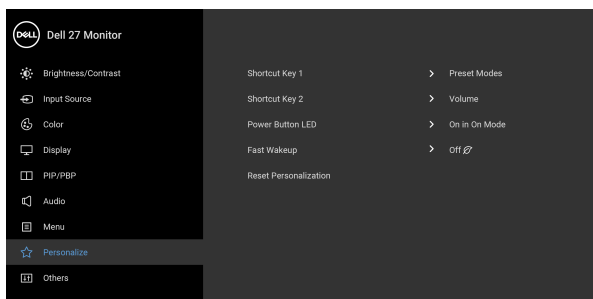 DELL Dell 27 Monitor
Brightness/Contrast Shortcut Key 1 Preset Modes
Input Source Shortcut Key 2 Volume
Color Power Button LED On in On Mode
Display Fast Wakeup Off
PIP/PBP Reset Personalization
Audio
Menu
Personalize
Others